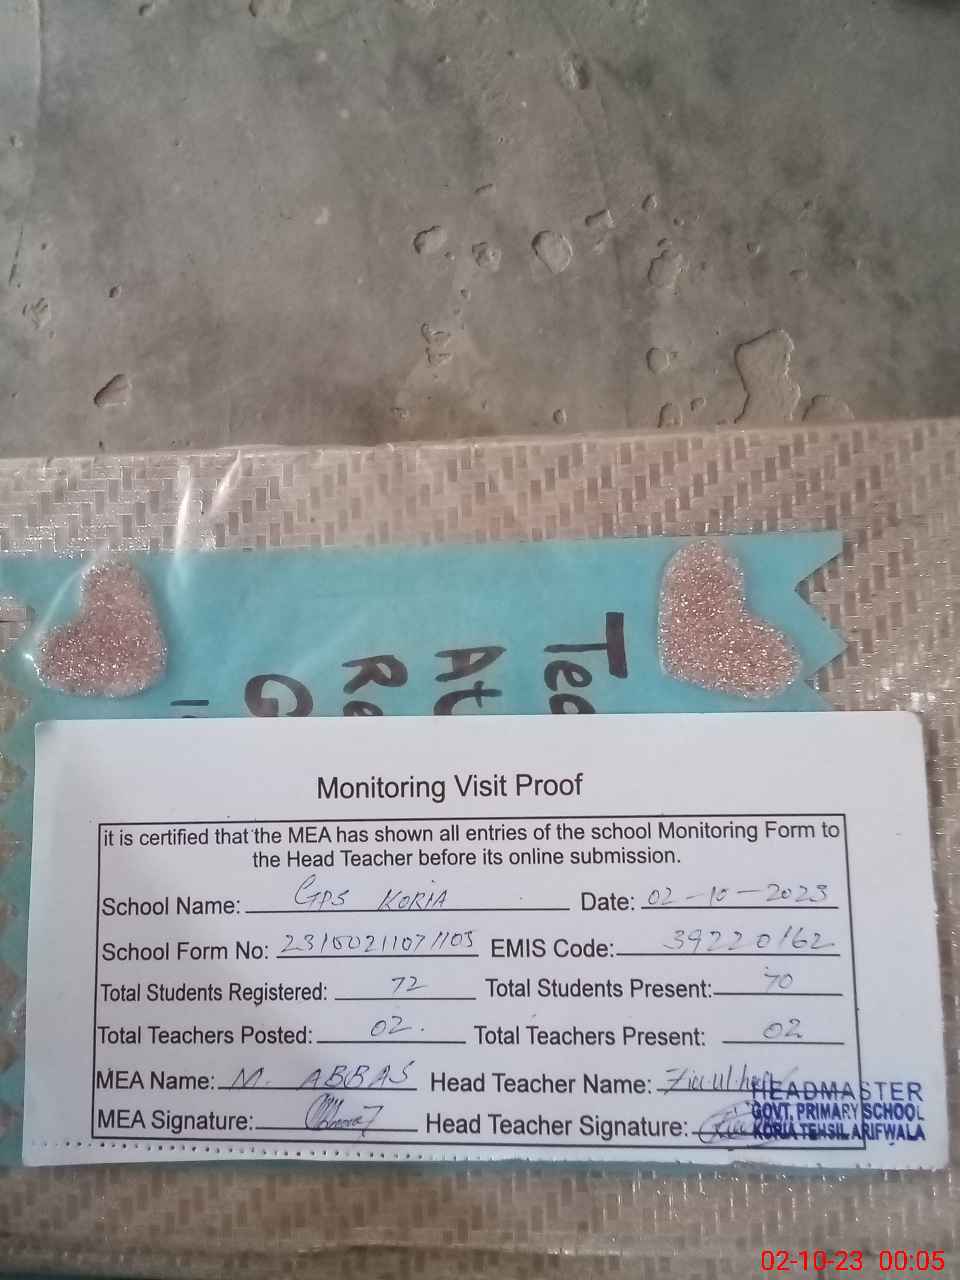 Tea
At
Re
G
Monitoring Visit Proof
it is certified that the MEA has shown all entries of the school Monitoring Form to
the Head Teacher before its online submission.
School Name: GPS KORIA Date: 02-10-2023
School Form No: EMIS Code: 39220162
Total Students Registered: 72 Total Students Present: 70
Total Teachers Posted: 02. Total Teachers Present: 02
MEA Name: M. ABBAS Head Teacher Name:
MEA Signature: Head Teacher Signature:
HEADMASTER
GOVT. PRIMARY SCHOOL
KORIA TEHSIL ARIFWALA
02-10-23 00:05